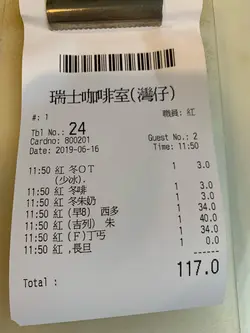 瑞士咖啡室(灣仔)
#: 1 職員: 紅
Tbl No.: 24
Cardno: 800201 Guest No.: 2
Date: 2019-06-16 Time: 11:50
11:50 紅 冬OT 1 3.0
(少冰),
11:50 紅 冬啡 1 3.0
11:50 紅 冬朱奶 1 3.0
11:50 紅 (早8) 西多 1 34.0
11:50 紅 (吉列) 朱 1 40.0
11:50 紅 (F)丁丐 1 34.0
11:50 紅 ,長旦 1 0.0
Total : 117.0